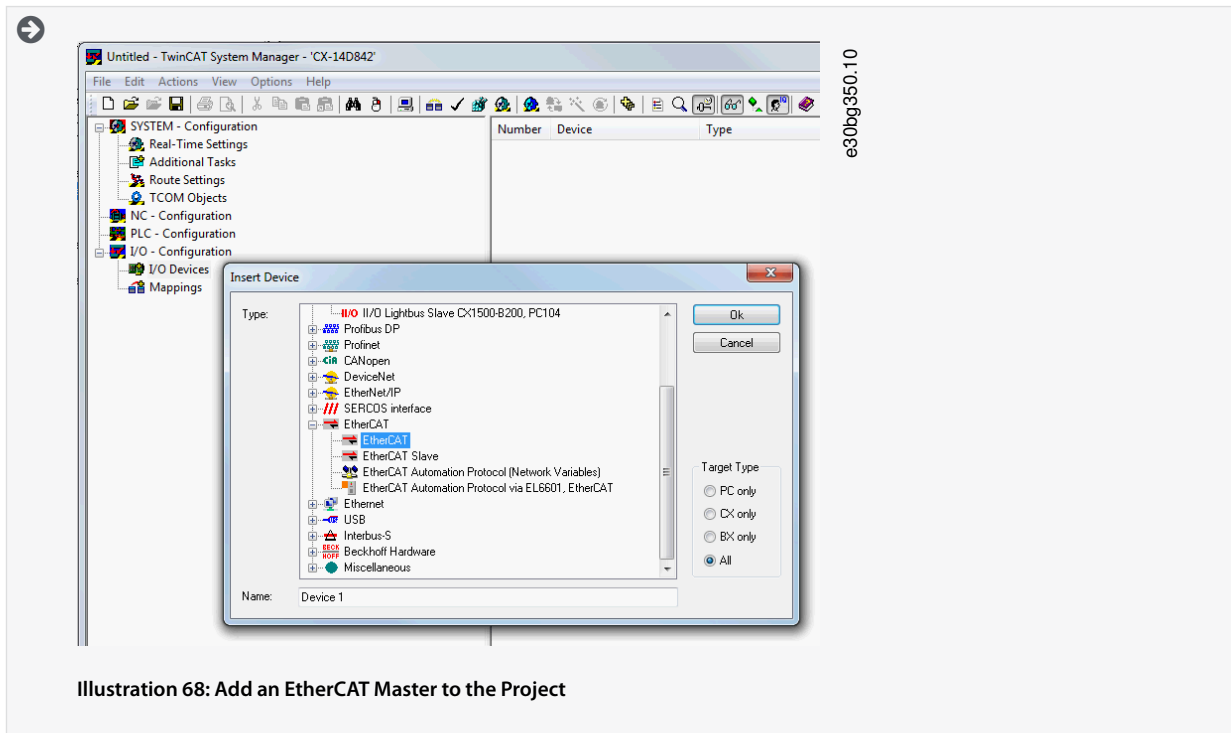 Untitled - TwinCAT System Manager - 'CX-14D842'
File Edit Actions View Options Help
SYSTEM - Configuration
Real-Time Settings
Additional Tasks
Route Settings
TCOM Objects
NC - Configuration
PLC - Configuration
I/O - Configuration
I/O Devices
Mappings
Number Device Type
Insert Device
Type:
II/O II/O Lightbus Slave CX1500-B200, PC104
Profibus DP
Profinet
CiA CANopen
DeviceNet
EtherNet/IP
SERCOS interface
EtherCAT
EtherCAT
EtherCAT Slave
EtherCAT Automation Protocol (Network Variables)
EtherCAT Automation Protocol via EL6601, EtherCAT
Ethernet
USB
Interbus-S
BECK
HOFF
Beckhoff Hardware
Miscellaneous
Ok
Cancel
Target Type
PC only
CX only
BX only
All
Name: Device 1
e30bg350.10
Illustration 68: Add an EtherCAT Master to the Project